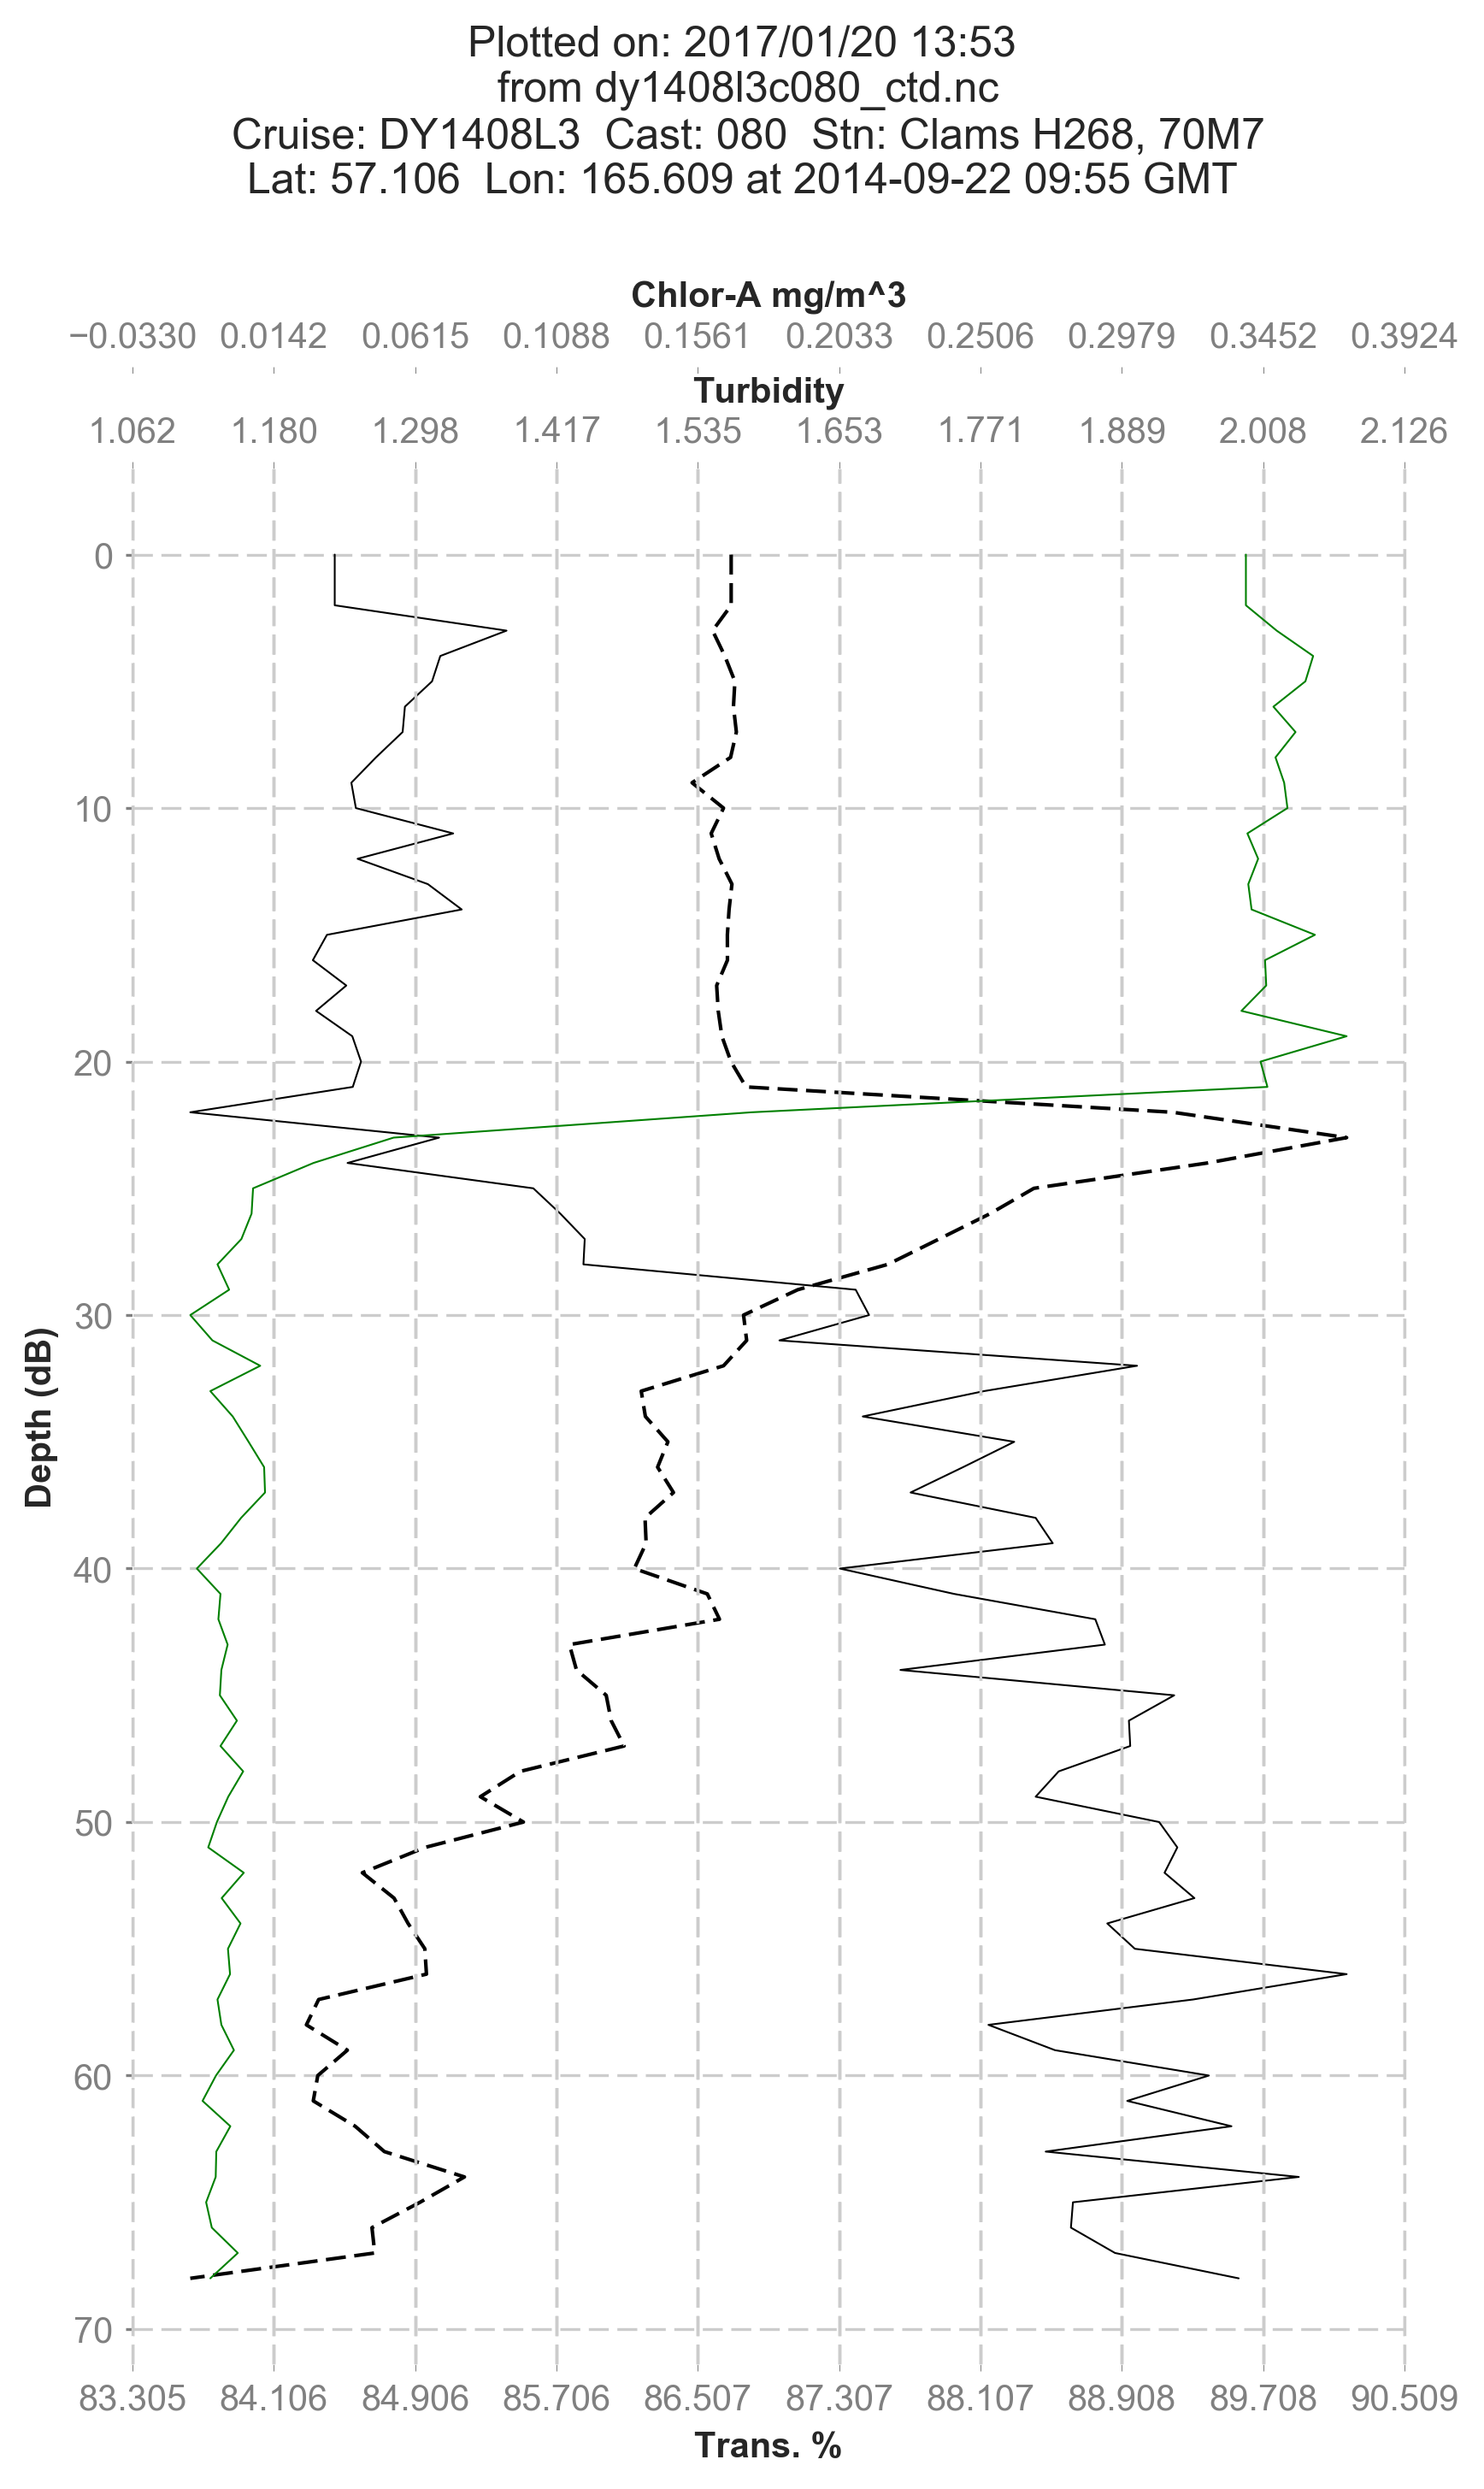 Plotted on: 2017/01/20 13:53
from dy1408l3c080_ctd.nc
Cruise: DY1408L3  Cast: 080  Stn: Clams H268, 70M7
Lat: 57.106  Lon: 165.609 at 2014-09-22 09:55 GMT
Chlor-A mg/m^3
−0.0330 0.0142 0.0615 0.1088 0.1561 0.2033 0.2506 0.2979 0.3452 0.3924
Turbidity
1.062 1.180 1.298 1.417 1.535 1.653 1.771 1.889 2.008 2.126
0
10
20
30
Depth (dB)
40
50
60
70
83.305 84.106 84.906 85.706 86.507 87.307 88.107 88.908 89.708 90.509
Trans. %